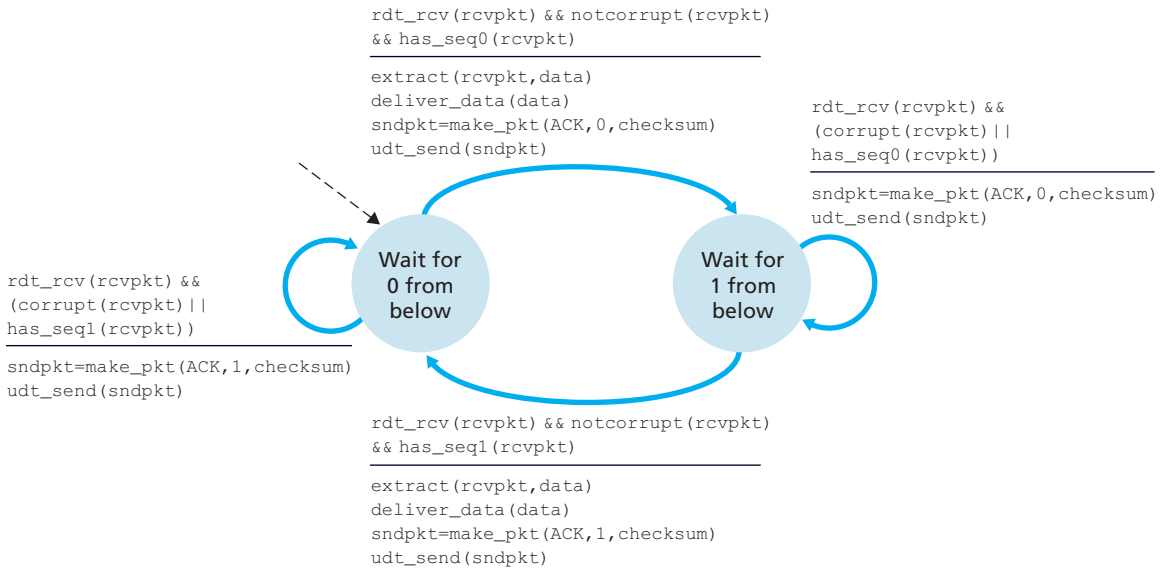 rdt_rcv(rcvpkt) && notcorrupt(rcvpkt)
&& has_seq0(rcvpkt)
extract(rcvpkt,data)
deliver_data(data)
sndpkt=make_pkt(ACK,0,checksum)
udt_send(sndpkt)
rdt_rcv(rcvpkt) &&
(corrupt(rcvpkt)||
has_seq0(rcvpkt))
sndpkt=make_pkt(ACK,0,checksum)
udt_send(sndpkt)
Wait for
0 from
below
Wait for
1 from
below
rdt_rcv(rcvpkt) &&
(corrupt(rcvpkt)||
has_seq1(rcvpkt))
sndpkt=make_pkt(ACK,1,checksum)
udt_send(sndpkt)
rdt_rcv(rcvpkt) && notcorrupt(rcvpkt)
&& has_seq1(rcvpkt)
extract(rcvpkt,data)
deliver_data(data)
sndpkt=make_pkt(ACK,1,checksum)
udt_send(sndpkt)